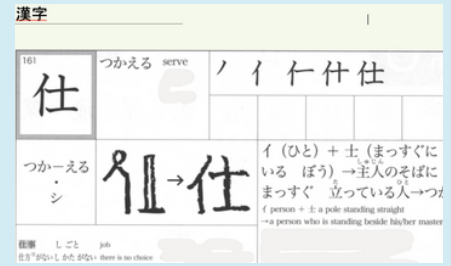 漢字
161
仕
つかえる serve
ノ イ 仁 什 仕
つかーえる
・
シ
→仕
イ（ひと）＋士（まっすぐに
いる ぼう）→主人のそばに
まっすぐ 立っている人→つか
イ person + 士 a pole standing straight
→a person who is standing beside his/her master
仕事 しごと job
仕方がない しかたがない there is no choice